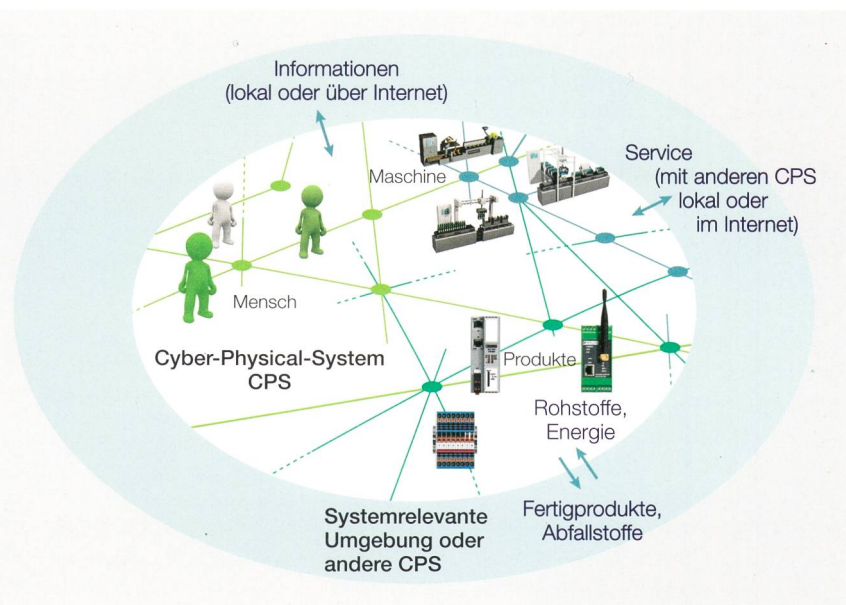 Informationen
(lokal oder über Internet)
Service
(mit anderen CPS
lokal oder
im Internet)
Maschine
Mensch
Cyber-Physical-System
CPS
Produkte
Rohstoffe,
Energie
Fertigprodukte,
Abfallstoffe
Systemrelevante
Umgebung oder
andere CPS